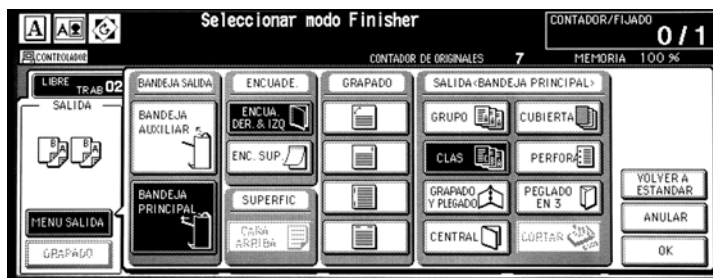 Seleccionar modo Finisher
CONTADOR/FIJADO
0 / 1
CONTROLADOR
CONTADOR DE ORIGINALES 7 MEMORIA 100 %
LIBRE TRAB 02
SALIDA
MENU SALIDA
GRAPADO
BANDEJA SALIDA
BANDEJA
AUXILIAR
BANDEJA
PRINCIPAL
ENCUADE.
ENCUA.
DER. & IZQ
ENC. SUP.
SUPERFIC
CARA
ARRIBA
GRAPADO
SALIDA<BANDEJA PRINCIPAL>
GRUPO
CUBIERTA
CLAS
PERFORA
GRAPADO
Y PLEGADO
PEGLADO
EN 3
CENTRAL
CORTAR
VOLVER A
ESTANDAR
ANULAR
OK